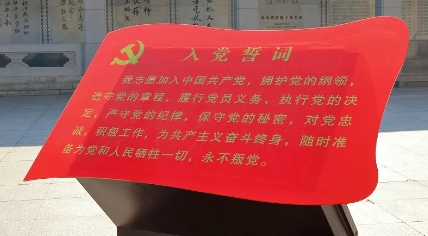 入党誓词
我志愿加入中国共产党，拥护党的纲领，
遵守党的章程，履行党员义务，执行党的决
定，严守党的纪律，保守党的秘密，对党忠
诚，积极工作，为共产主义奋斗终身，随时准
备为党和人民牺牲一切，永不叛党。